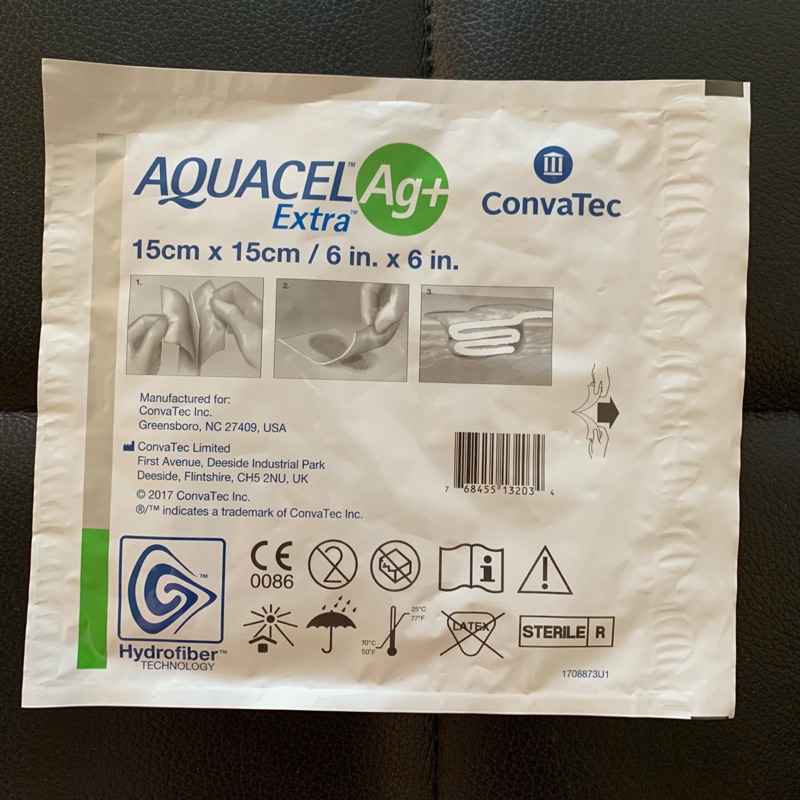 AQUACEL™ Ag+
Extra™
ConvaTec
15cm x 15cm / 6 in. x 6 in.
1.
2.
3.
Manufactured for:
ConvaTec Inc.
Greensboro, NC 27409, USA
ConvaTec Limited
First Avenue, Deeside Industrial Park
Deeside, Flintshire, CH5 2NU, UK
© 2017 ConvaTec Inc.
®/™ indicates a trademark of ConvaTec Inc.
7 68455 13203 4
™
CE
0086
2
i
!
25°C
77°F
10°C
50°F
LATEX
STERILE R
Hydrofiber™
TECHNOLOGY
1708873U1